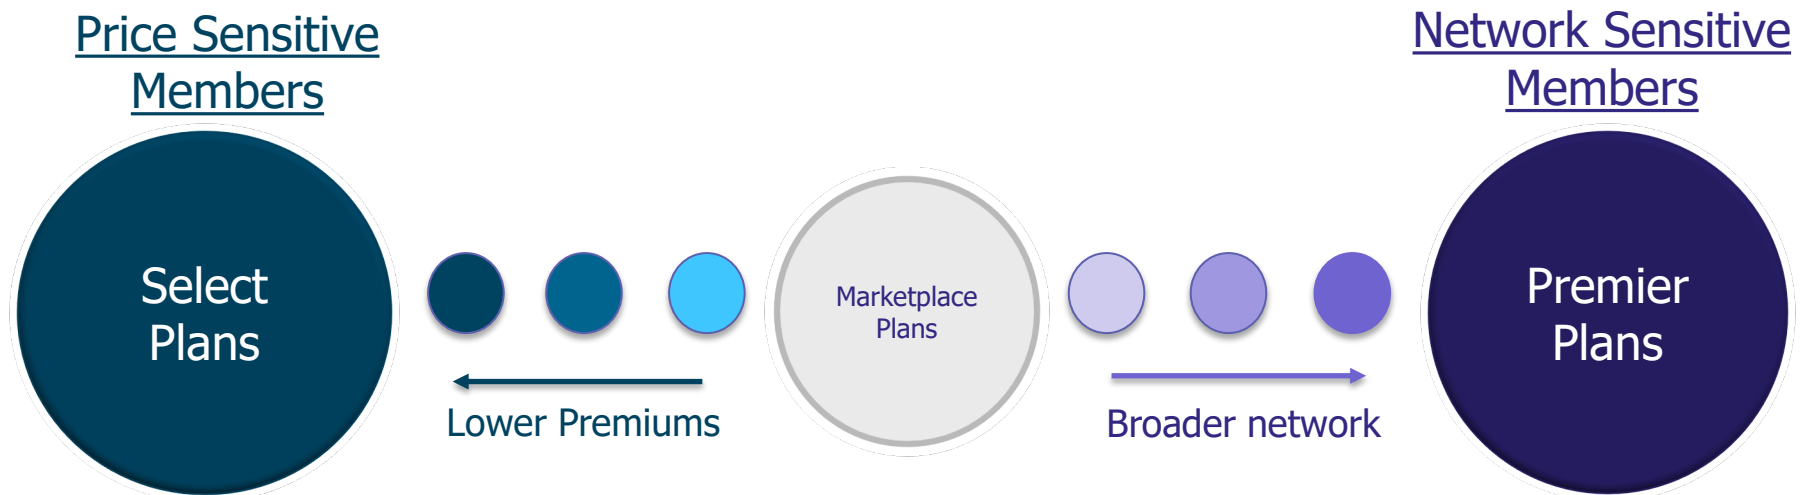 Price Sensitive
Members
Select
Plans
Lower Premiums
Marketplace
Plans
Broader network
Network Sensitive
Members
Premier
Plans